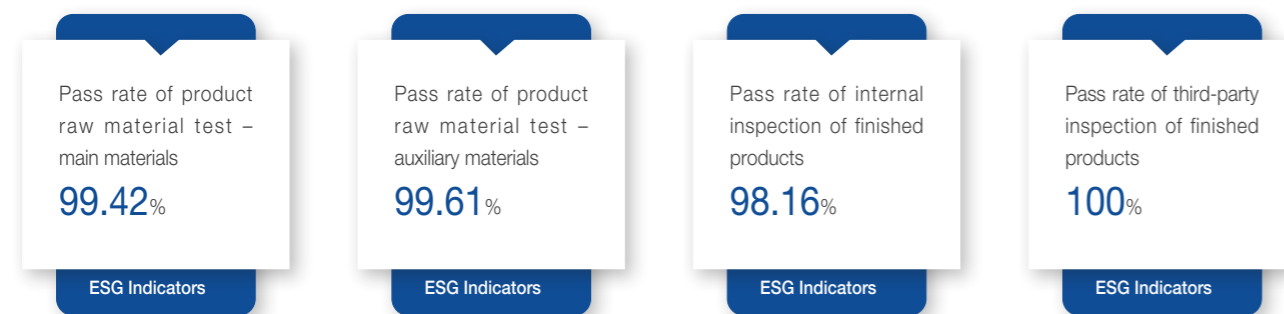 Pass rate of product
raw material test –
main materials
99.42%
ESG Indicators
Pass rate of product
raw material test –
auxiliary materials
99.61%
ESG Indicators
Pass rate of internal
inspection of finished
products
98.16%
ESG Indicators
Pass rate of third-party
inspection of finished
products
100%
ESG Indicators